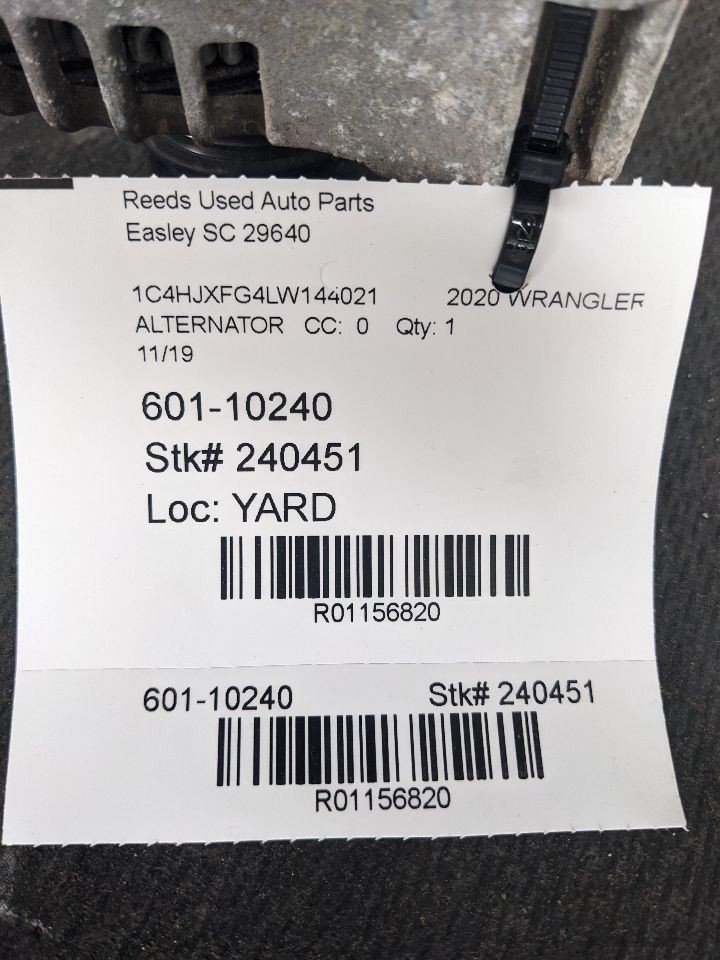 Reeds Used Auto Parts
Easley SC 29640
1C4HJXFG4LW144021 2020 WRANGLER
ALTERNATOR CC: 0 Qty: 1
11/19
601-10240
Stk# 240451
Loc: YARD
R01156820
601-10240 Stk# 240451
R01156820